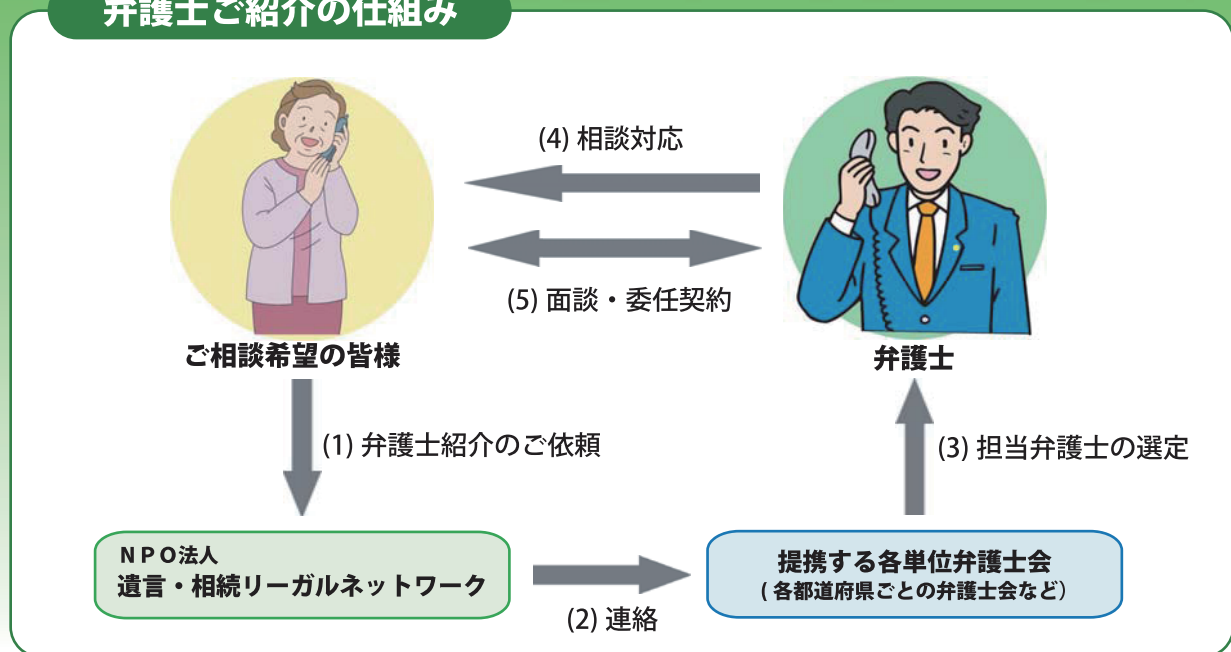 弁護士ご紹介の仕組み
(4) 相談対応
(5) 面談・委任契約
ご相談希望の皆様
弁護士
(1) 弁護士紹介のご依頼
(3) 担当弁護士の選定
ＮＰＯ法人
遺言・相続リーガルネットワーク
(2) 連絡
提携する各単位弁護士会
( 各都道府県ごとの弁護士会など）